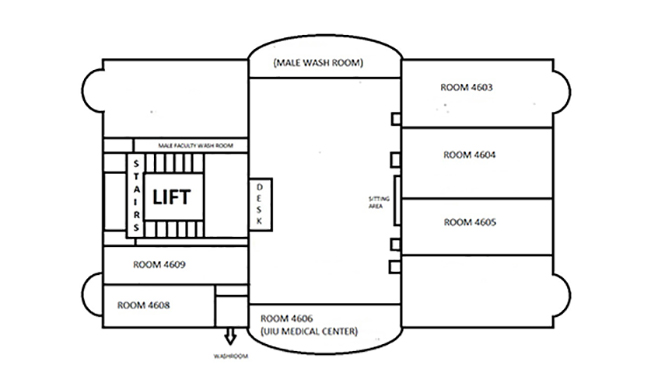 (MALE WASH ROOM)
ROOM 4603
MALE FACULTY WASH ROOM
ROOM 4604
STAIRS
LIFT
DESK
SITTING
AREA
ROOM 4605
ROOM 4609
ROOM 4608
ROOM 4606
(UIU MEDICAL CENTER)
WASHROOM